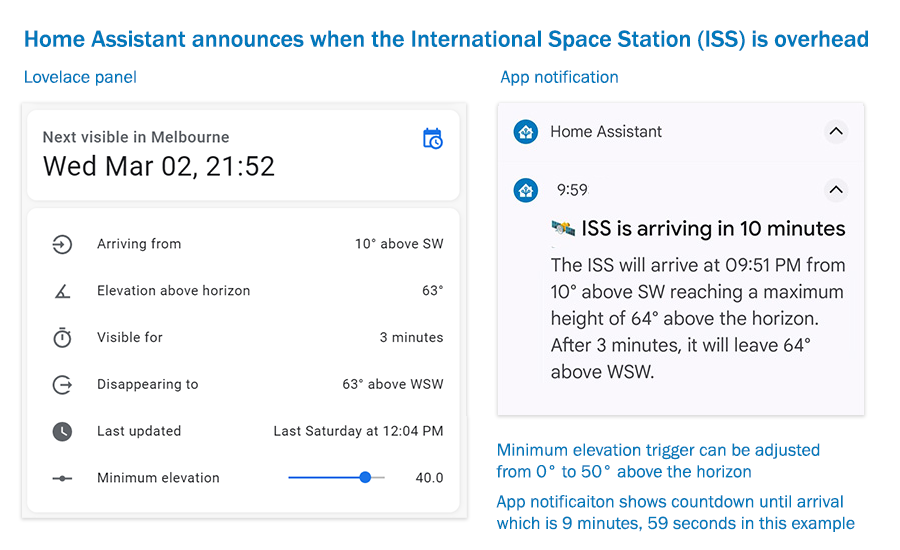 Home Assistant announces when the International Space Station (ISS) is overhead
Lovelace panel
Next visible in Melbourne
Wed Mar 02, 21:52
Arriving from 10° above SW
Elevation above horizon 63°
Visible for 3 minutes
Disappearing to 63° above WSW
Last updated Last Saturday at 12:04 PM
Minimum elevation 40.0
App notification
Home Assistant
9:59
🛰️ ISS is arriving in 10 minutes
The ISS will arrive at 09:51 PM from
10° above SW reaching a maximum
height of 64° above the horizon.
After 3 minutes, it will leave 64°
above WSW.
Minimum elevation trigger can be adjusted
from 0° to 50° above the horizon
App notificaiton shows countdown until arrival
which is 9 minutes, 59 seconds in this example